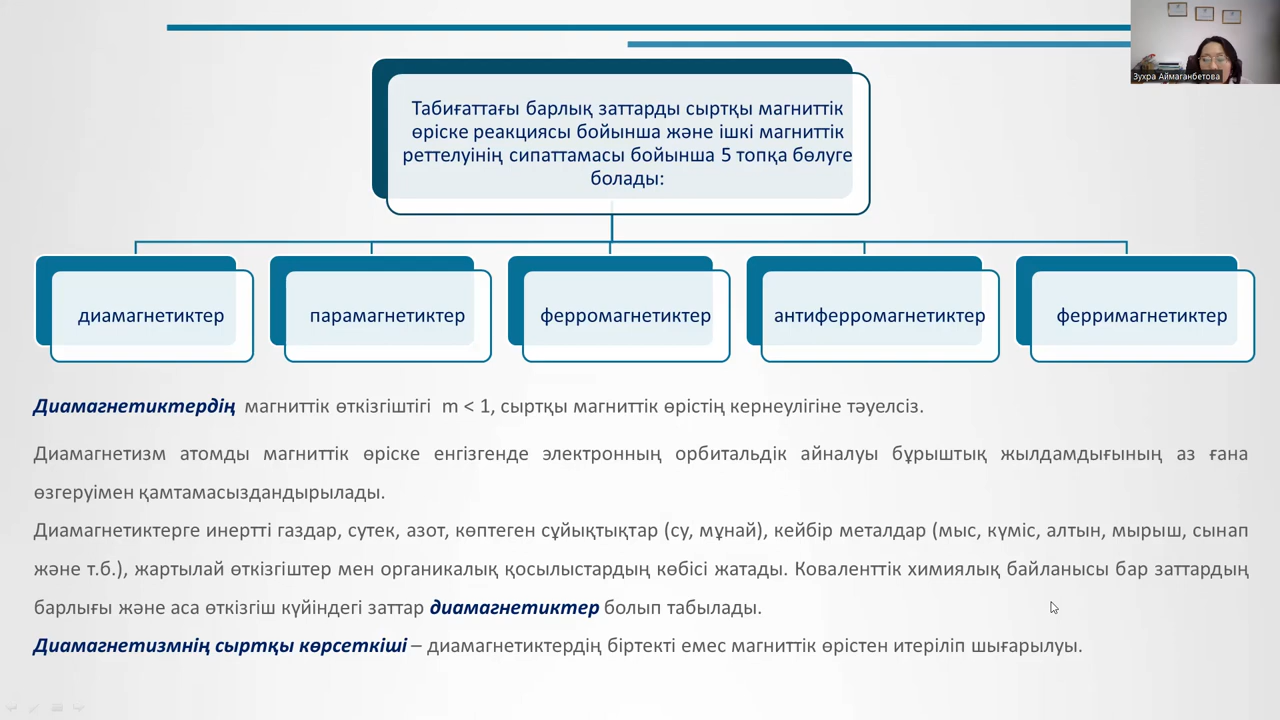 Зухра Аймаганбетова
Табиғаттағы барлық заттарды сыртқы магниттік
өріске реакциясы бойынша және ішкі магниттік
реттелуінің сипаттамасы бойынша 5 топқа бөлуге
болады:
диамагнетиктер
парамагнетиктер
ферромагнетиктер
антиферромагнетиктер
ферримагнетиктер
Диамагнетиктердің магниттік өткізгіштігі m < 1, сыртқы магниттік өрістің кернеулігіне тәуелсіз.
Диамагнетизм атомды магниттік өріске енгізгенде электронның орбитальдік айналуы бұрыштық жылдамдығының аз ғана
өзгеруімен қамтамасыздандырылады.
Диамагнетиктерге инертті газдар, сутек, азот, көптеген сұйықтықтар (су, мұнай), кейбір металдар (мыс, күміс, алтын, мырыш, сынап
және т.б.), жартылай өткізгіштер мен органикалық қосылыстардың көбісі жатады. Коваленттік химиялық байланысы бар заттардың
барлығы және аса өткізгіш күйіндегі заттар диамагнетиктер болып табылады.
Диамагнетизмнің сыртқы көрсеткіші – диамагнетиктердің біртекті емес магниттік өрістен итеріліп шығарылуы.